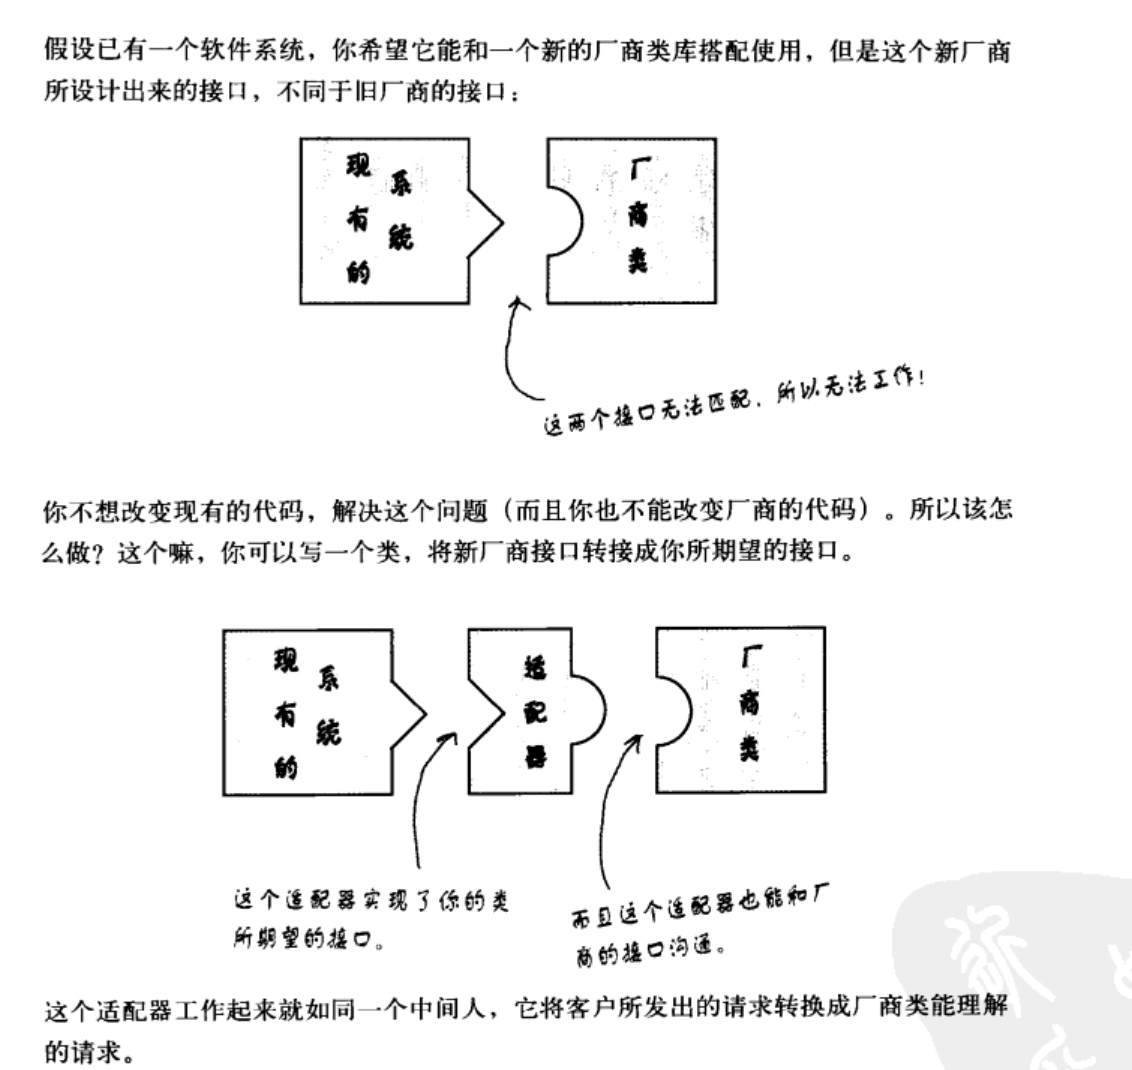 假设已有一个软件系统，你希望它能和一个新的厂商类库搭配使用，但是这个新厂商
所设计出来的接口，不同于旧厂商的接口：
现有的
系统
厂商类
这两个接口无法匹配，所以无法工作！
你不想改变现有的代码，解决这个问题（而且你也不能改变厂商的代码）。所以该怎
么做？这个嘛，你可以写一个类，将新厂商接口转接成你所期望的接口。
现有的
系统
适配器
厂商类
这个适配器实现了你的类
所期望的接口。
而且这个适配器也能和厂
商的接口沟通。
这个适配器工作起来就如同一个中间人，它将客户所发出的请求转换成厂商类能理解
的请求。